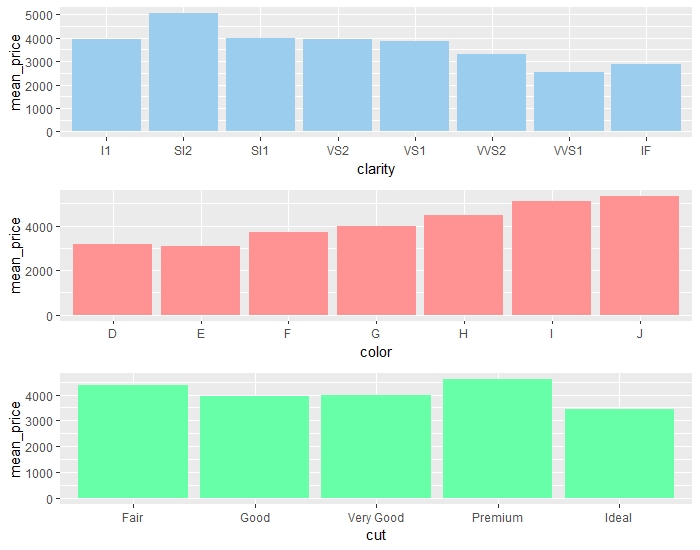 mean_price
5000
4000
3000
2000
1000
0
I1 SI2 SI1 VS2 VS1 VVS2 VVS1 IF
clarity
mean_price
4000
2000
0
D E F G H I J
color
mean_price
4000
3000
2000
1000
0
Fair Good Very Good Premium Ideal
cut